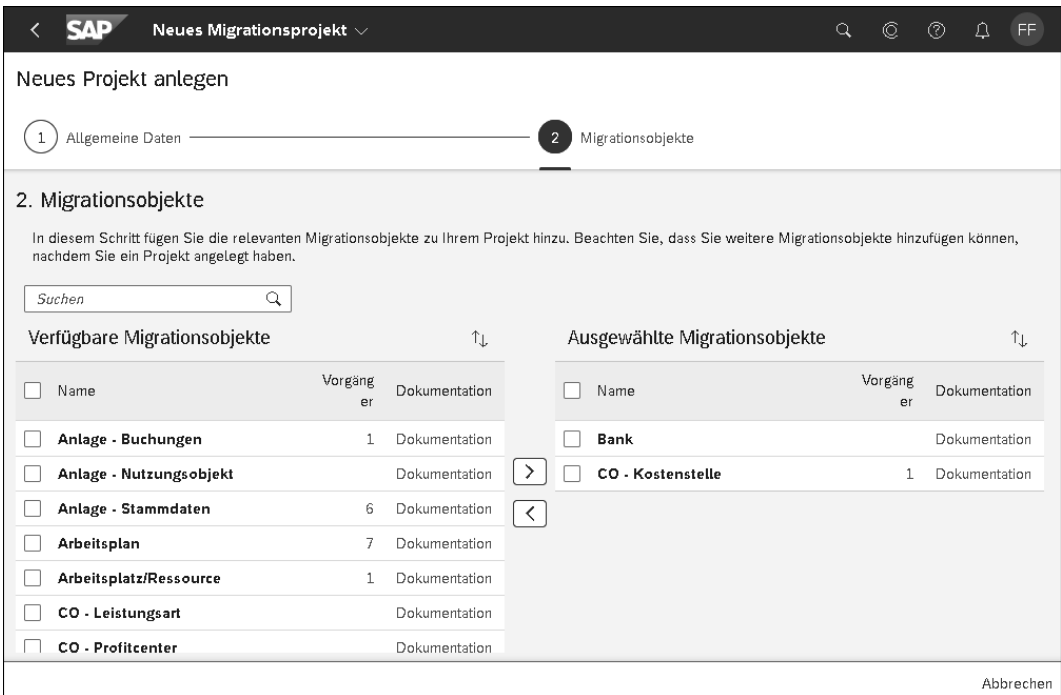 SAP Neues Migrationsprojekt FF
Neues Projekt anlegen
1 Allgemeine Daten 2 Migrationsobjekte
2. Migrationsobjekte
In diesem Schritt fügen Sie die relevanten Migrationsobjekte zu Ihrem Projekt hinzu. Beachten Sie, dass Sie weitere Migrationsobjekte hinzufügen können,
nachdem Sie ein Projekt angelegt haben.
Suchen
Verfügbare Migrationsobjekte
Name Vorgäng
er Dokumentation
Anlage - Buchungen 1 Dokumentation
Anlage - Nutzungsobjekt Dokumentation
Anlage - Stammdaten 6 Dokumentation
Arbeitsplan 7 Dokumentation
Arbeitsplatz/Ressource 1 Dokumentation
CO - Leistungsart Dokumentation
CO - Profitcenter Dokumentation
Ausgewählte Migrationsobjekte
Name Vorgäng
er Dokumentation
Bank Dokumentation
CO - Kostenstelle 1 Dokumentation
Abbrechen